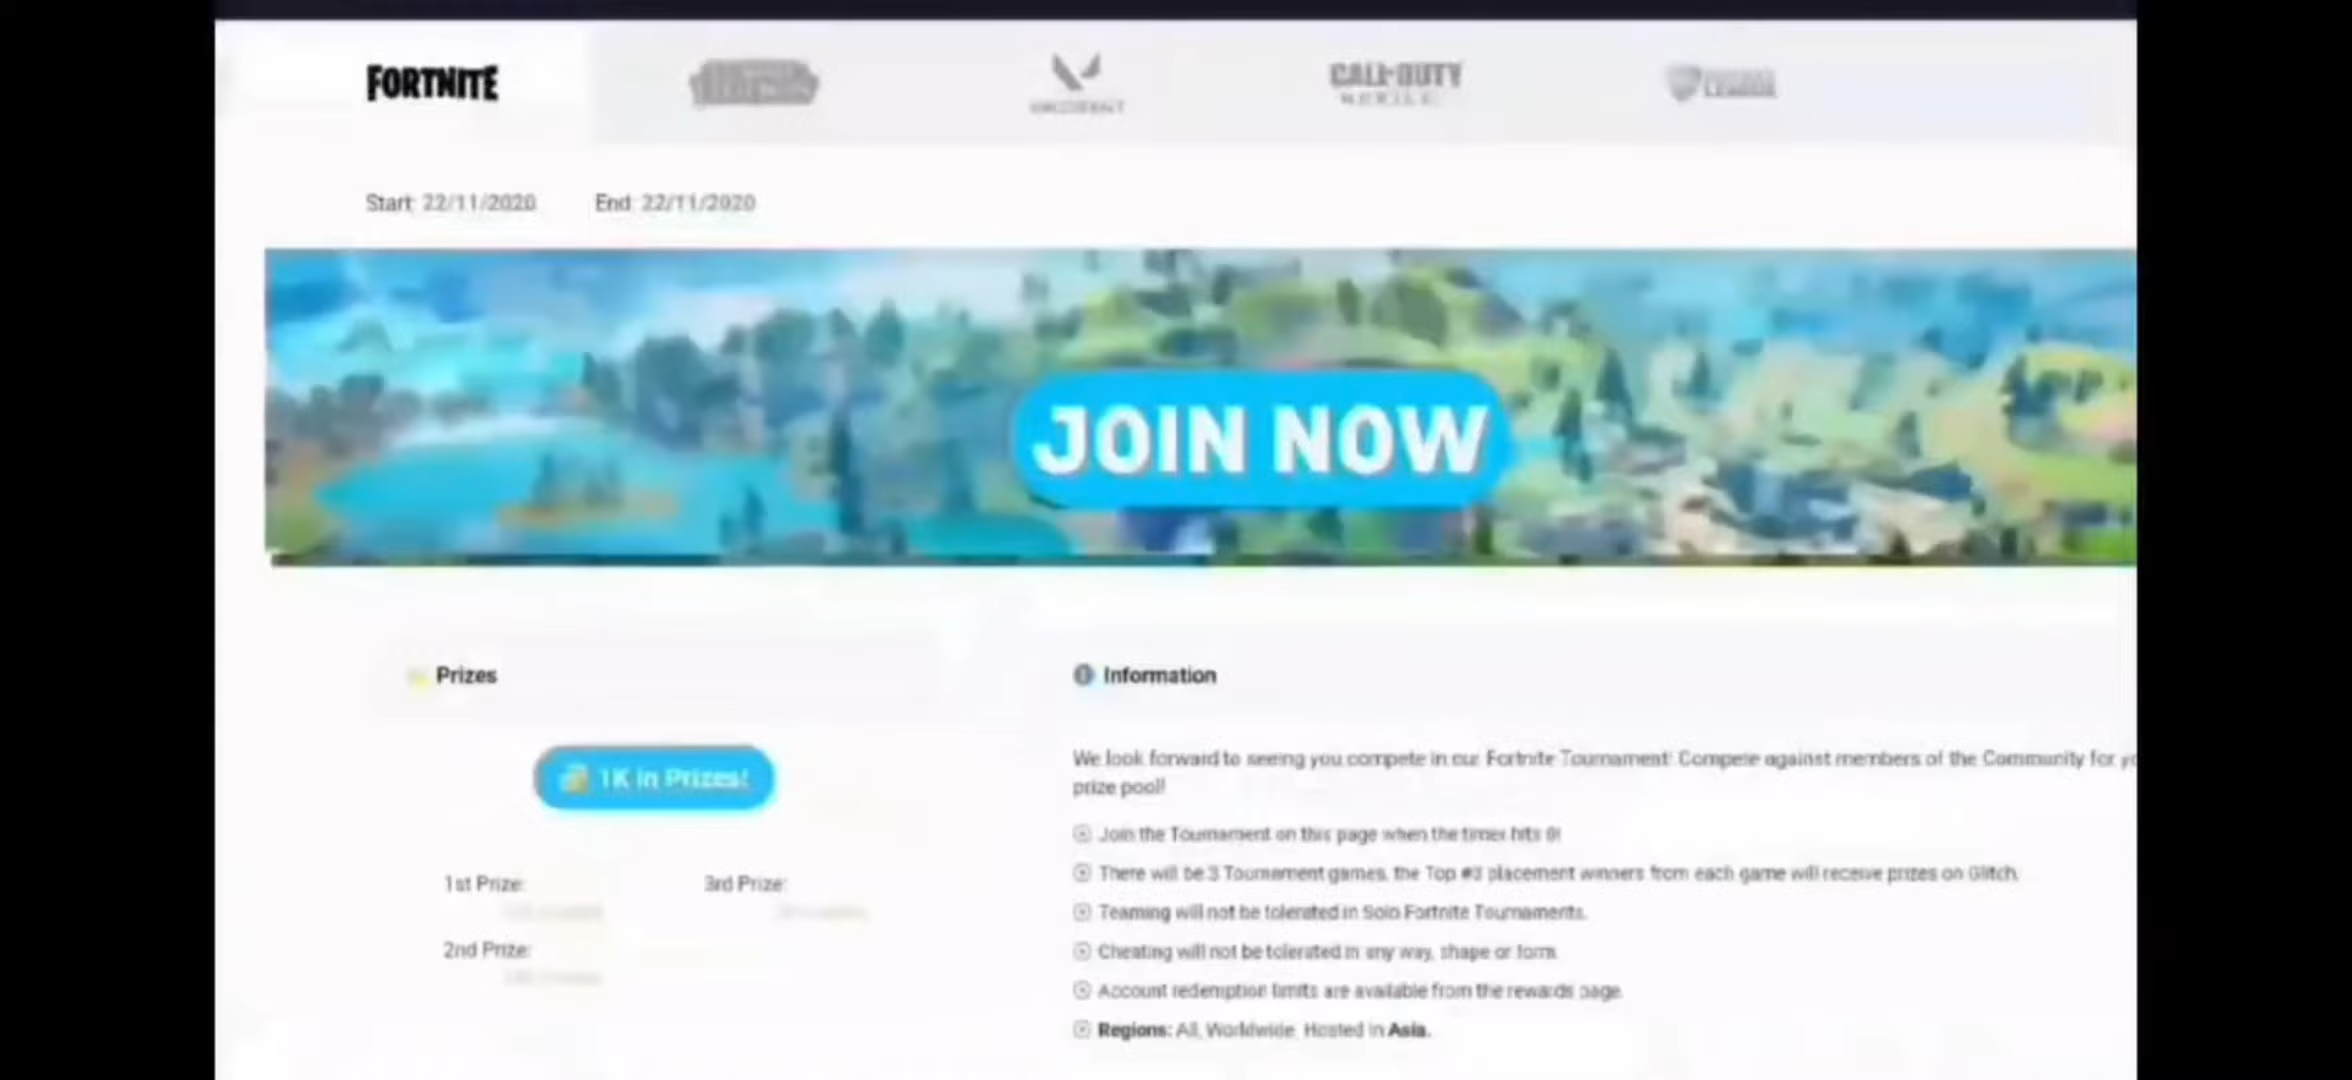 FORTNITE
VALORANT
CALL OF DUTY
MOBILE
LEAGUE
Start: 22/11/2020 End: 22/11/2020
JOIN NOW
Prizes
Information
1K in Prizes!
We look forward to seeing you compete in our Fortnite Tournament! Compete against members of the Community for
prize pool!
Join the Tournament on this page when the timer hits 0!
There will be 3 Tournament games, the Top #3 placement winners from each game will receive prizes on Glitch.
1st Prize: 3rd Prize:
Teaming will not be tolerated in Solo Fortnite Tournaments.
2nd Prize:
Cheating will not be tolerated in any way, shape or form.
Account redemption limits are available from the rewards page.
Regions: All, Worldwide. Hosted in Asia.